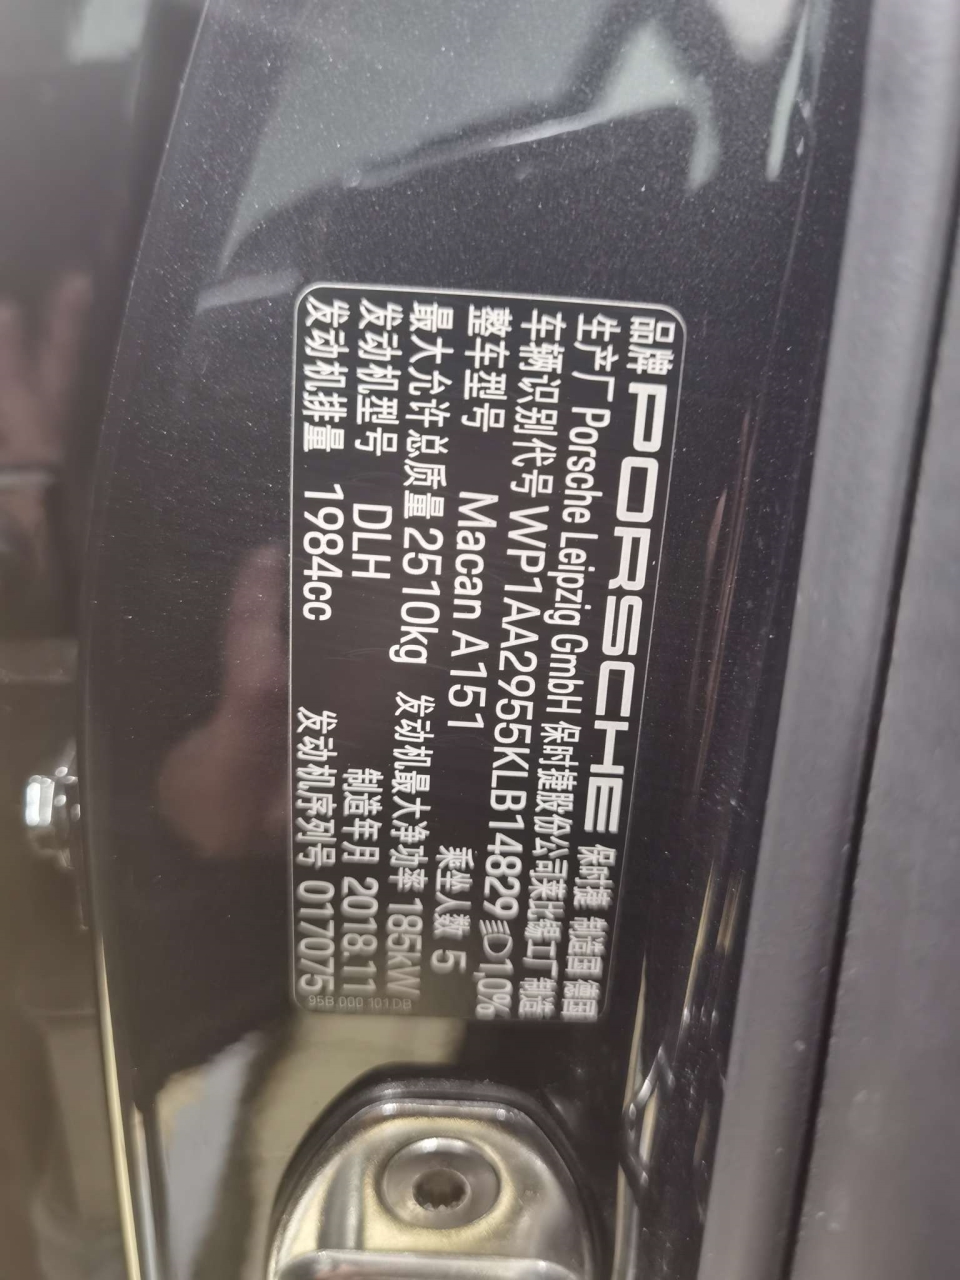 品牌 PORSCHE 保时捷 制造国 德国
生产厂 Porsche Leipzig GmbH 保时捷股份公司莱比锡工厂制造
车辆识别代号 WP1AA2955KLB14829 1,0%
整车型号 Macan A151 乘坐人数 5
最大允许总质量 2510kg 发动机最大净功率 185kW
发动机型号 DLH 制造年月 2018.11
发动机排量 1984cc 发动机序列号 017075
95B.000.101.DB